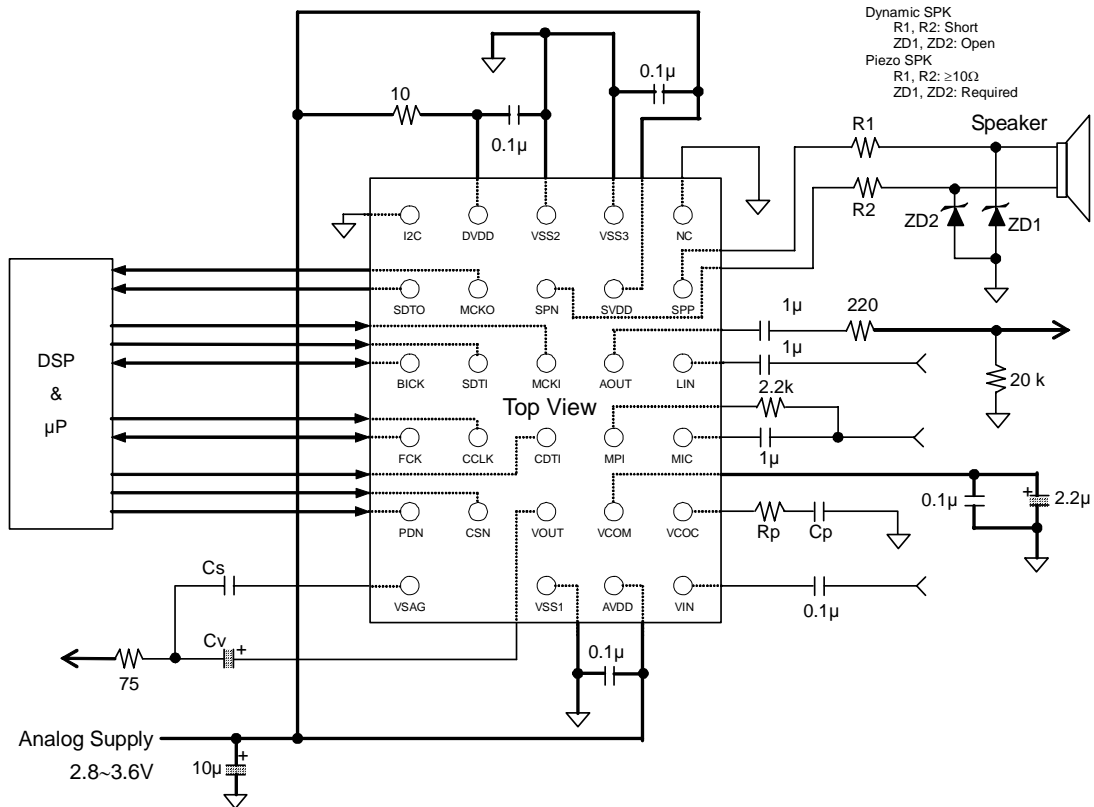 Dynamic SPK
R1, R2: Short
ZD1, ZD2: Open
Piezo SPK
R1, R2: ≥10Ω
ZD1, ZD2: Required
0.1μ
10
0.1μ
R1
Speaker
R2
ZD2
ZD1
I2C
DVDD
VSS2
VSS3
NC
SDTO
MCKO
SPN
SVDD
SPP
1μ
220
1μ
20 k
DSP
&
μP
BICK
SDTI
MCKI
AOUT
LIN
Top View
2.2k
FCK
CCLK
CDTI
MPI
MIC
1μ
0.1μ
+
2.2μ
PDN
CSN
VOUT
VCOM
VCOC
Rp
Cp
Cs
VSAG
VSS1
AVDD
VIN
0.1μ
Cv
+
75
0.1μ
Analog Supply
2.8~3.6V
10μ
+